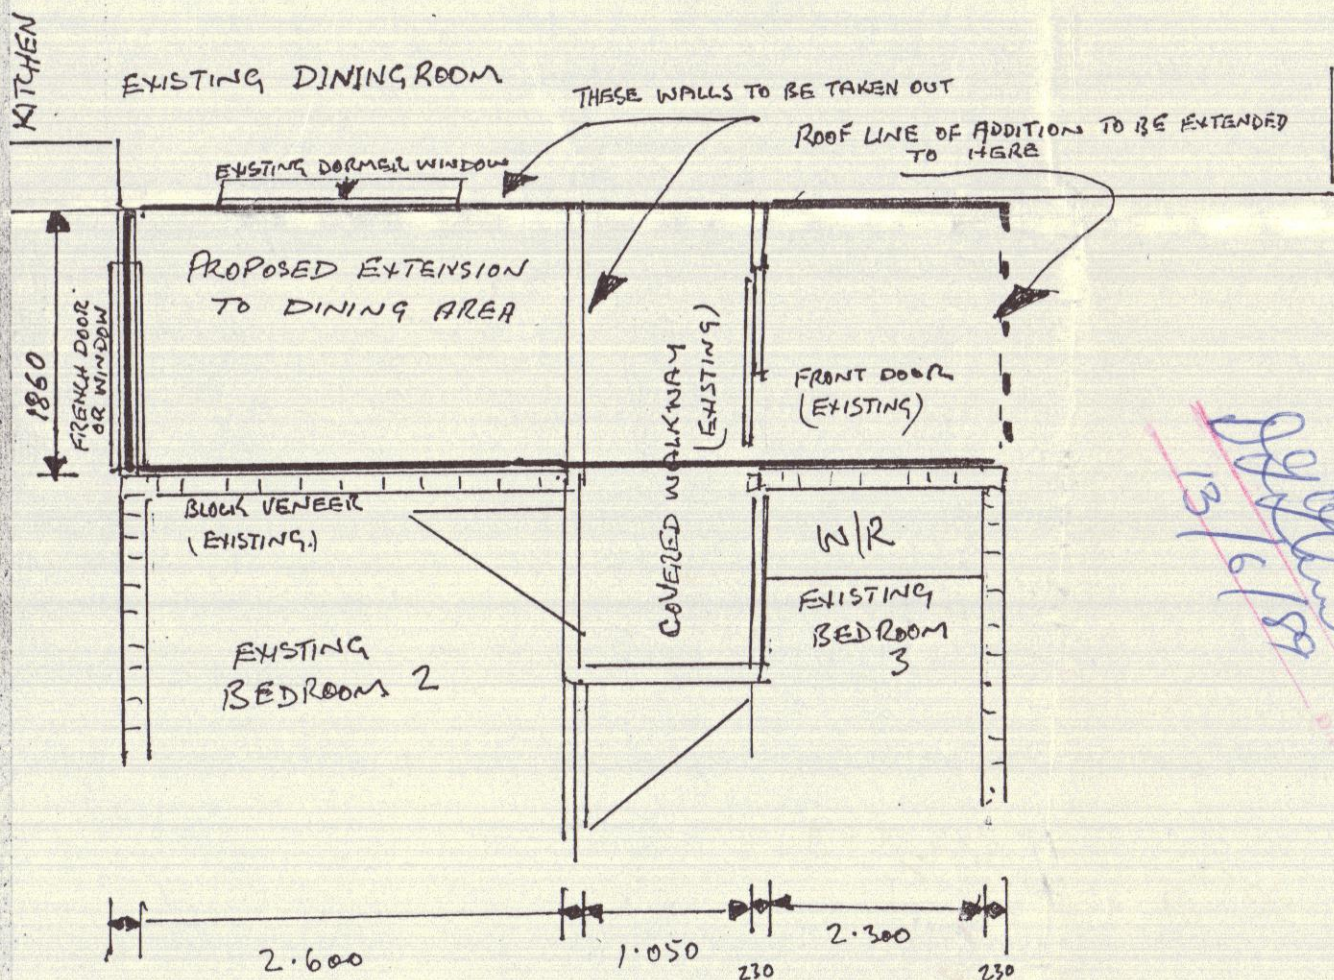 KITCHEN
EXISTING DININGROOM
THESE WALLS TO BE TAKEN OUT
ROOF LINE OF ADDITION TO BE EXTENDED
TO HERE
EXISTING DORMER WINDOW
PROPOSED EXTENSION
TO DINING AREA
1860
FRENCH DOOR
OR WINDOW
COVERED WALKWAY
(EXISTING)
FRONT DOOR
(EXISTING)
BLOCK VENEER
(EXISTING.)
W/R
EXISTING
BEDROOM
3
EXISTING
BEDROOM 2
13/6/89
2.600
1.050
230
2.300
230